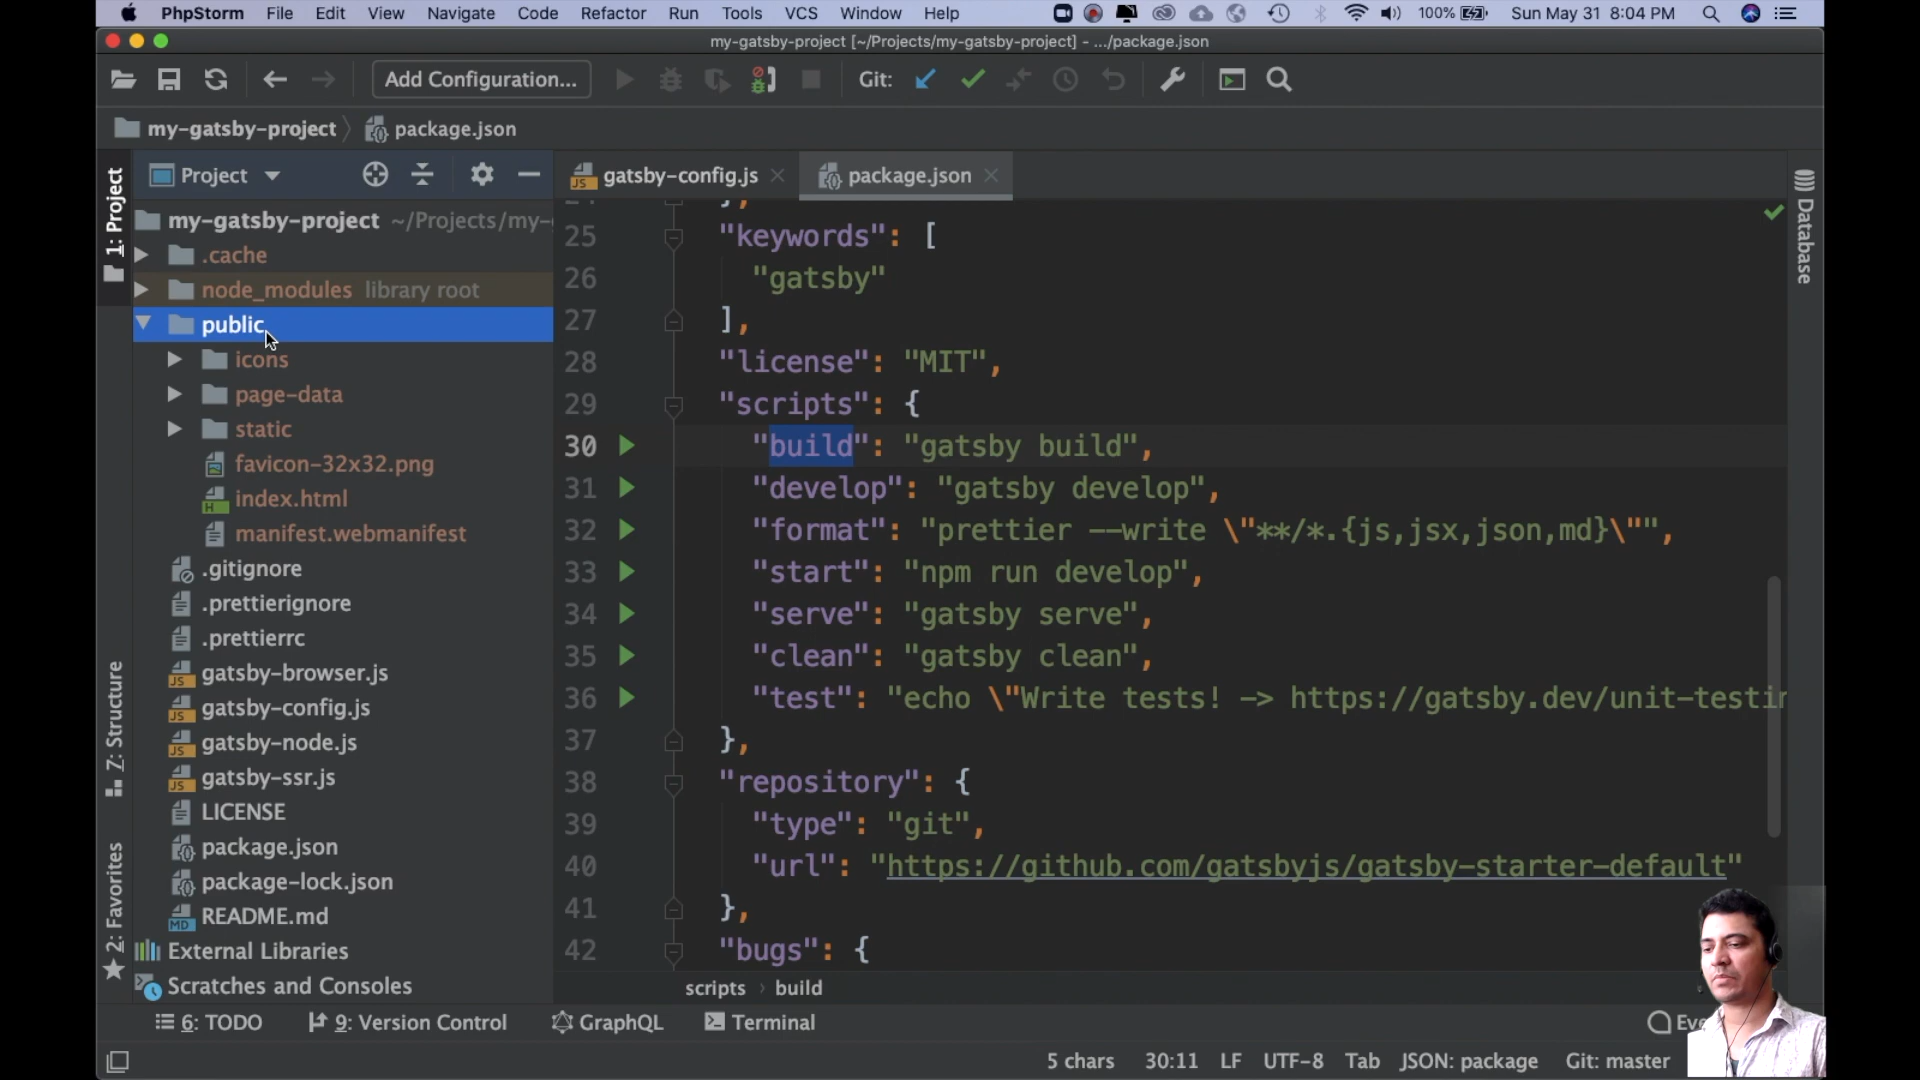 PhpStorm File Edit View Navigate Code Refactor Run Tools VCS Window Help 100% Sun May 31 8:04 PM
my-gatsby-project [~/Projects/my-gatsby-project] - .../package.json
Add Configuration... Git:
my-gatsby-project package.json
1: Project
Z: Structure
2: Favorites
Project
my-gatsby-project ~/Projects/my-
.cache
node_modules library root
public
icons
page-data
static
favicon-32x32.png
index.html
manifest.webmanifest
.gitignore
.prettierignore
.prettierrc
gatsby-browser.js
gatsby-config.js
gatsby-node.js
gatsby-ssr.js
LICENSE
package.json
package-lock.json
README.md
External Libraries
Scratches and Consoles
gatsby-config.js package.json
25 "keywords": [
26 "gatsby"
27 ],
28 "license": "MIT",
29 "scripts": {
30 "build": "gatsby build",
31 "develop": "gatsby develop",
32 "format": "prettier --write \"**/*.{js,jsx,json,md}\"",
33 "start": "npm run develop",
34 "serve": "gatsby serve",
35 "clean": "gatsby clean",
36 "test": "echo \"Write tests! -> https://gatsby.dev/unit-testin
37 },
38 "repository": {
39 "type": "git",
40 "url": "https://github.com/gatsbyjs/gatsby-starter-default"
41 },
42 "bugs": {
scripts › build
Database
6: TODO 9: Version Control GraphQL Terminal
5 chars 30:11 LF UTF-8 Tab JSON: package Git: master